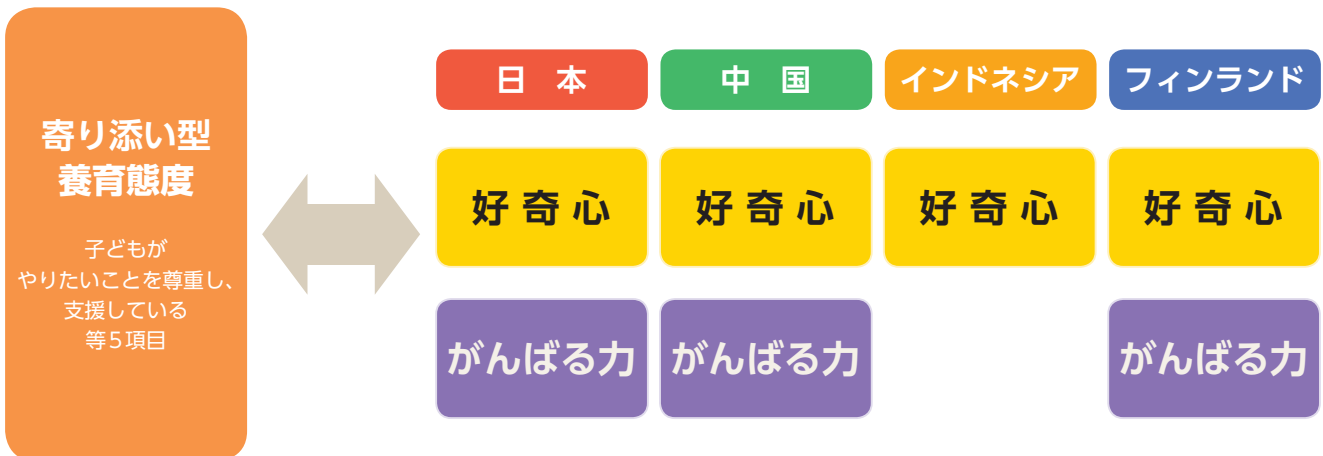 寄り添い型
養育態度
子どもが
やりたいことを尊重し、
支援している
等5項目
日 本 中 国 インドネシア フィンランド
好奇心 好奇心 好奇心 好奇心
がんばる力 がんばる力 がんばる力